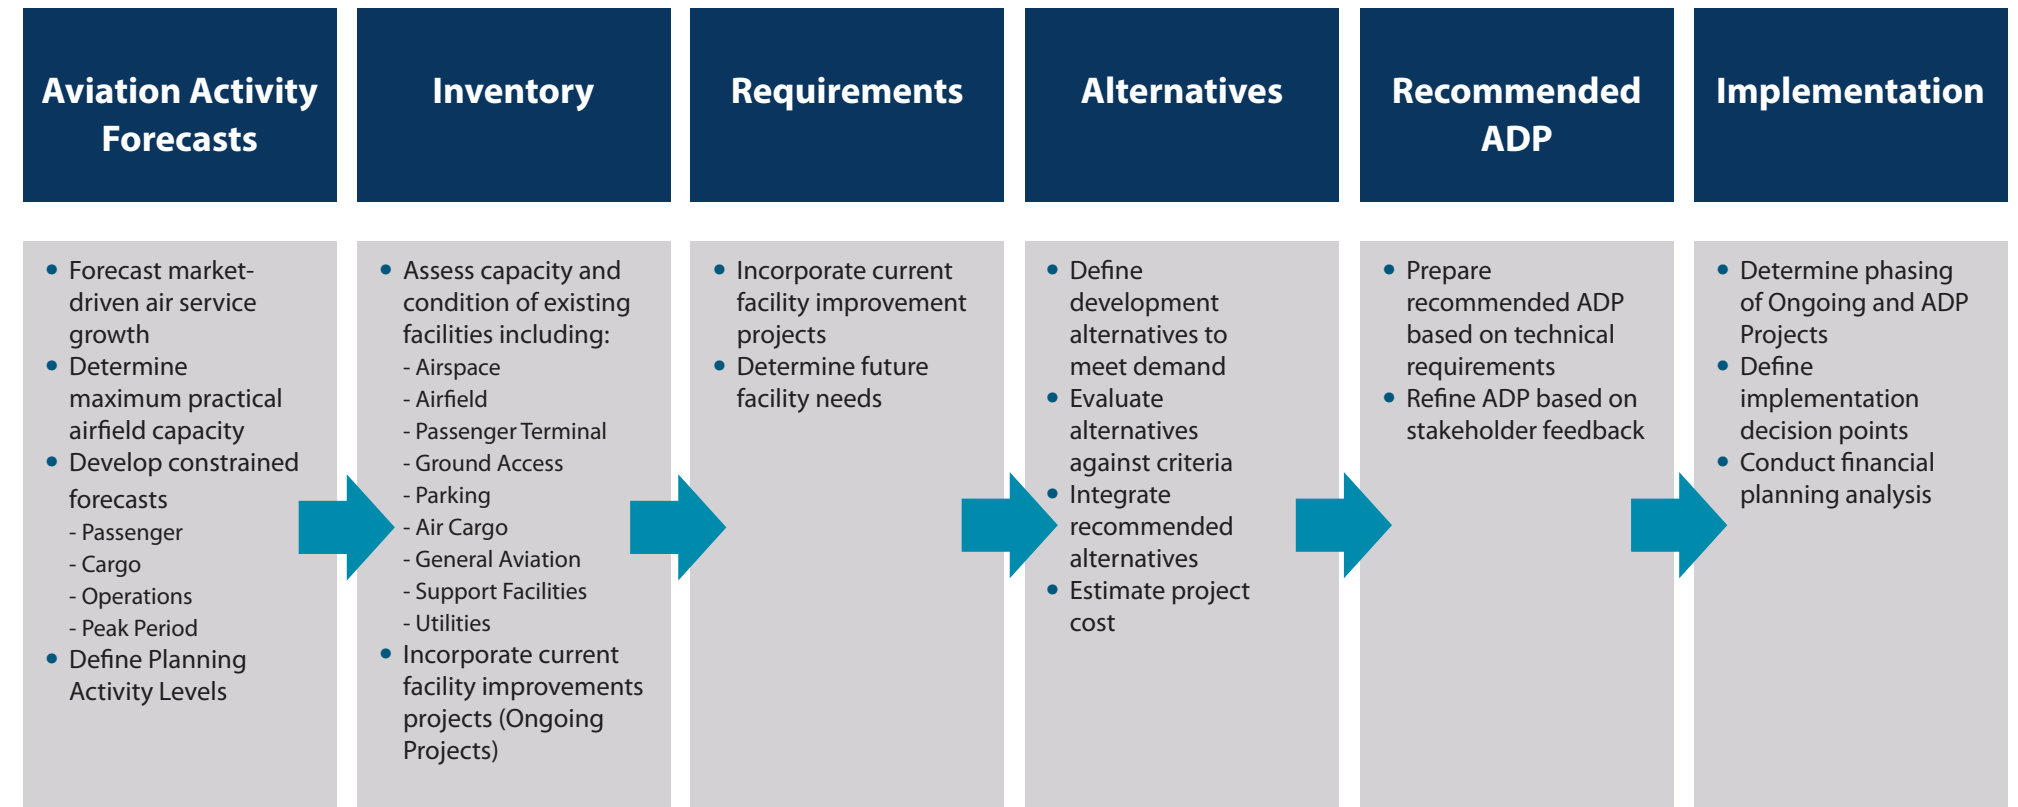 Aviation Activity
Forecasts
Inventory
Requirements
Alternatives
Recommended
ADP
Implementation
• Forecast market-
driven air service
growth
• Determine
maximum practical
airfield capacity
• Develop constrained
forecasts
- Passenger
- Cargo
- Operations
- Peak Period
• Define Planning
Activity Levels
• Assess capacity and
condition of existing
facilities including:
- Airspace
- Airfield
- Passenger Terminal
- Ground Access
- Parking
- Air Cargo
- General Aviation
- Support Facilities
- Utilities
• Incorporate current
facility improvements
projects (Ongoing
Projects)
• Incorporate current
facility improvement
projects
• Determine future
facility needs
• Define
development
alternatives to
meet demand
• Evaluate
alternatives
against criteria
• Integrate
recommended
alternatives
• Estimate project
cost
• Prepare
recommended ADP
based on technical
requirements
• Refine ADP based on
stakeholder feedback
• Determine phasing
of Ongoing and ADP
Projects
• Define
implementation
decision points
• Conduct financial
planning analysis